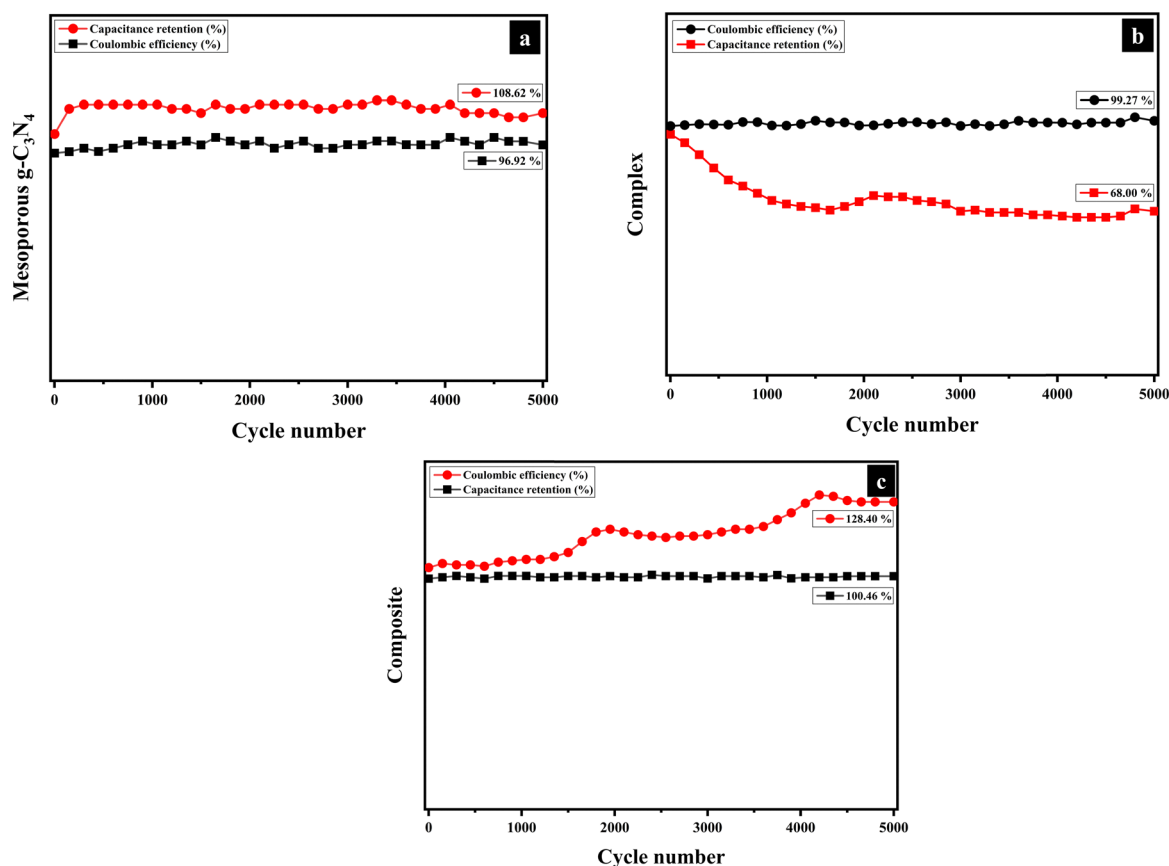 Capacitance retention (%)
Coulombic efficiency (%)
a
108.62 %
96.92 %
Mesoporous g-C₃N₄
0 1000 2000 3000 4000 5000
Cycle number
Coulombic efficiency (%)
Capacitance retention (%)
b
99.27 %
68.00 %
Complex
0 1000 2000 3000 4000 5000
Cycle number
Coulombic efficiency (%)
Capacitance retention (%)
c
128.40 %
100.46 %
Composite
0 1000 2000 3000 4000 5000
Cycle number